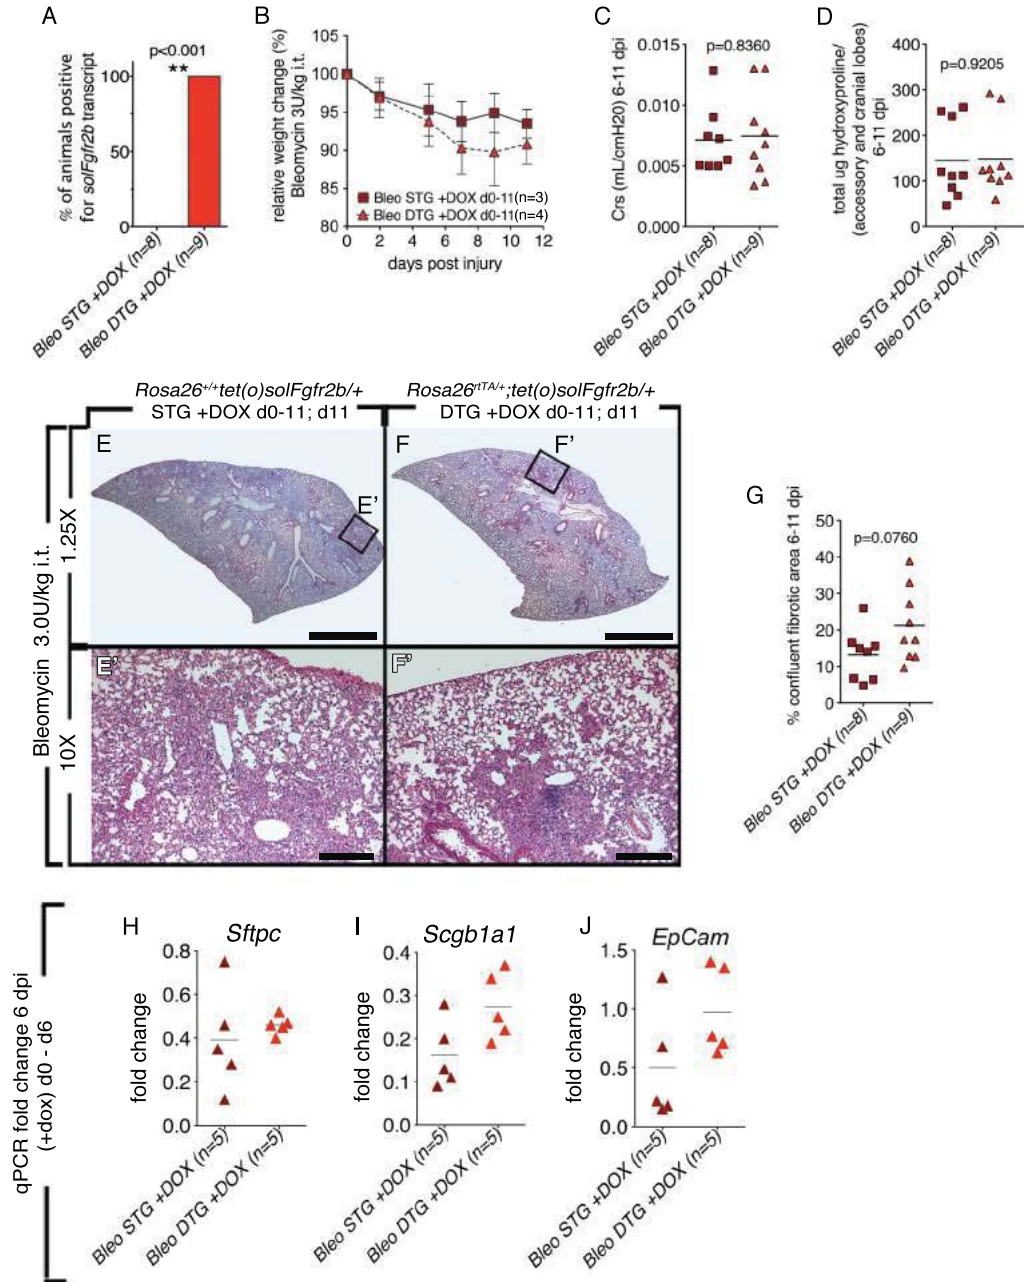 A
% of animals positive
for solFgfr2b transcript
p<0.001
**
100
50
0
Bleo STG +DOX (n=8)
Bleo DTG +DOX (n=9)
B
relative weight change (%)
Bleomycin 3U/kg i.t.
105
100
95
90
85
80
Bleo STG +DOX d0-11(n=3)
Bleo DTG +DOX d0-11(n=4)
0 2 4 6 8 10 12
days post injury
C
Crs (mL/cmH20) 6-11 dpi
p=0.8360
0.015
0.010
0.005
0.000
Bleo STG +DOX (n=8)
Bleo DTG +DOX (n=9)
D
total ug hydroxyproline/
(accessory and cranial lobes)
6-11 dpi
p=0.9205
400
300
200
100
0
Bleo STG +DOX (n=8)
Bleo DTG +DOX (n=9)
Rosa26+/+tet(o)solFgfr2b/+
STG +DOX d0-11; d11
Rosa26rtTA/+;tet(o)solFgfr2b/+
DTG +DOX d0-11; d11
Bleomycin 3.0U/kg i.t.
1.25X
10X
E
E'
F
F'
E'
F'
G
% confluent fibrotic area 6-11 dpi
p=0.0760
50
40
30
20
10
0
Bleo STG +DOX (n=8)
Bleo DTG +DOX (n=9)
qPCR fold change 6 dpi
(+dox) d0 - d6
H
Sftpc
fold change
0.8
0.6
0.4
0.2
0.0
Bleo STG +DOX (n=5)
Bleo DTG +DOX (n=5)
I
Scgb1a1
fold change
0.4
0.3
0.2
0.1
0.0
Bleo STG +DOX (n=5)
Bleo DTG +DOX (n=5)
J
EpCam
fold change
1.5
1.0
0.5
0.0
Bleo STG +DOX (n=5)
Bleo DTG +DOX (n=5)